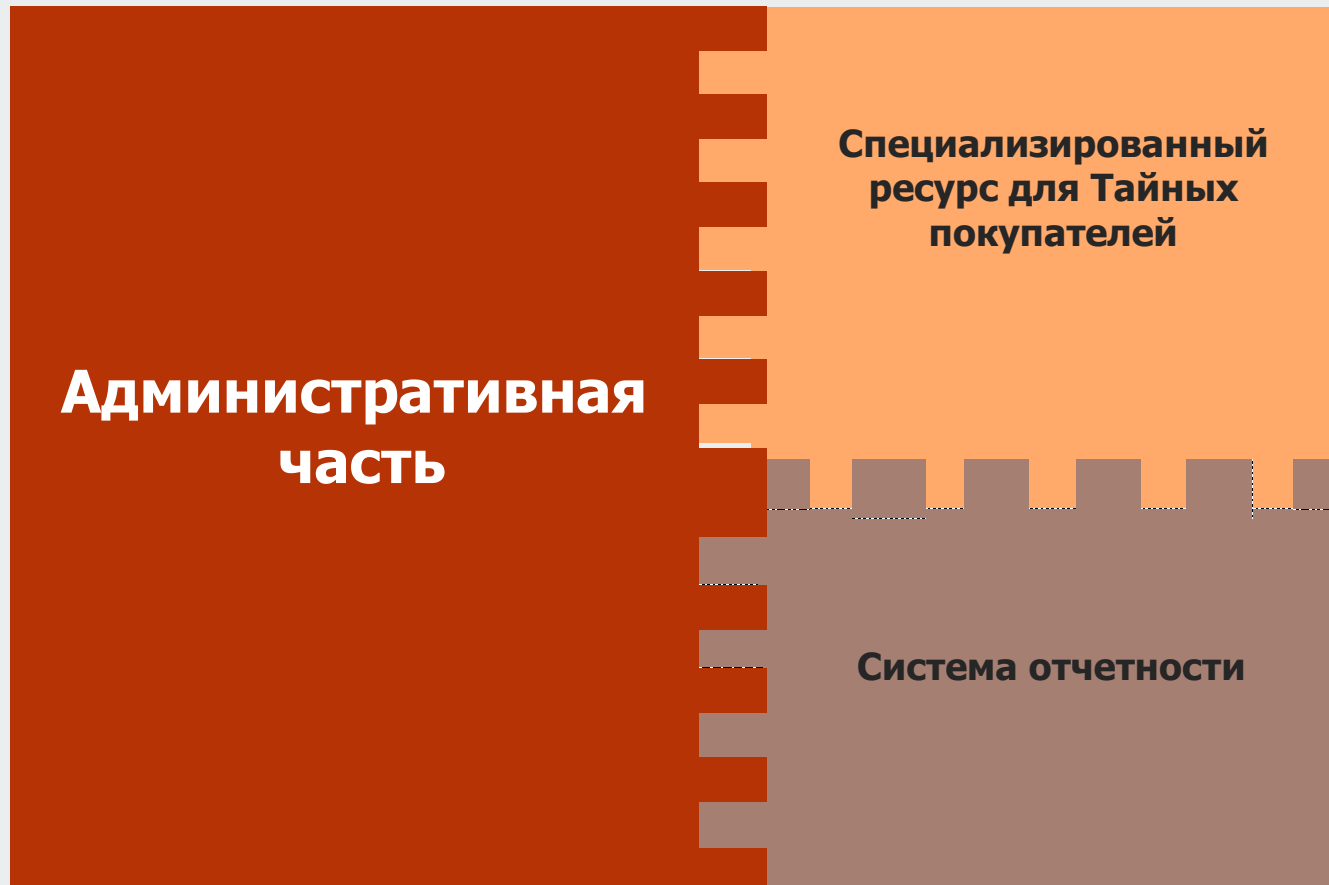 Специализированный
ресурс для Тайных
покупателей
Административная
часть
Система отчетности